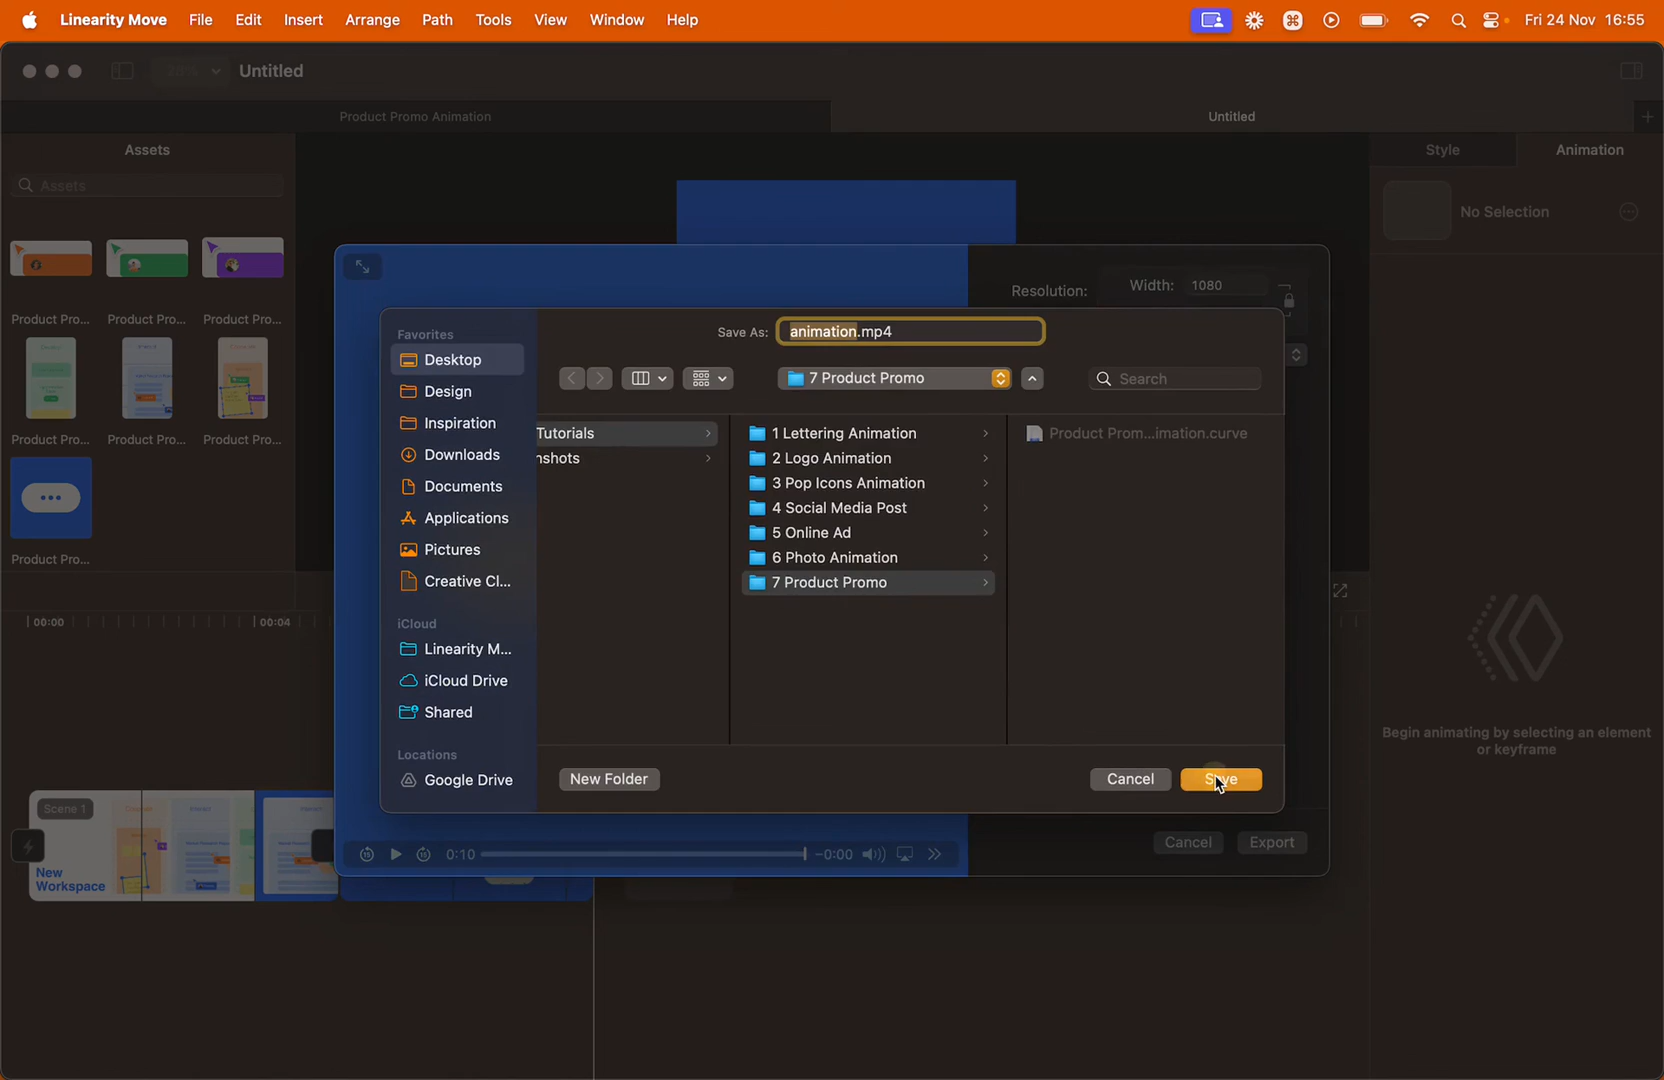 Linearity Move File Edit Insert Arrange Path Tools View Window Help Fri 24 Nov 16:55
Untitled
Product Promo Animation Untitled
Assets
Style Animation
Assets
No Selection
Product Pro... Product Pro... Product Pro...
Product Pro... Product Pro... Product Pro...
Product Pro...
Resolution: Width: 1080
Save As: animation.mp4
7 Product Promo
Search
Favorites
Desktop
Design
Inspiration
Downloads
Documents
Applications
Pictures
Creative Cl...
iCloud
Linearity M...
iCloud Drive
Shared
Locations
Google Drive
Tutorials
nshots
1 Lettering Animation
2 Logo Animation
3 Pop Icons Animation
4 Social Media Post
5 Online Ad
6 Photo Animation
7 Product Promo
Product Prom...imation.curve
New Folder Cancel Save
Cancel Export
0:10 −0:00
00:00 00:04
Scene 1
New
Workspace
Begin animating by selecting an element
or keyframe